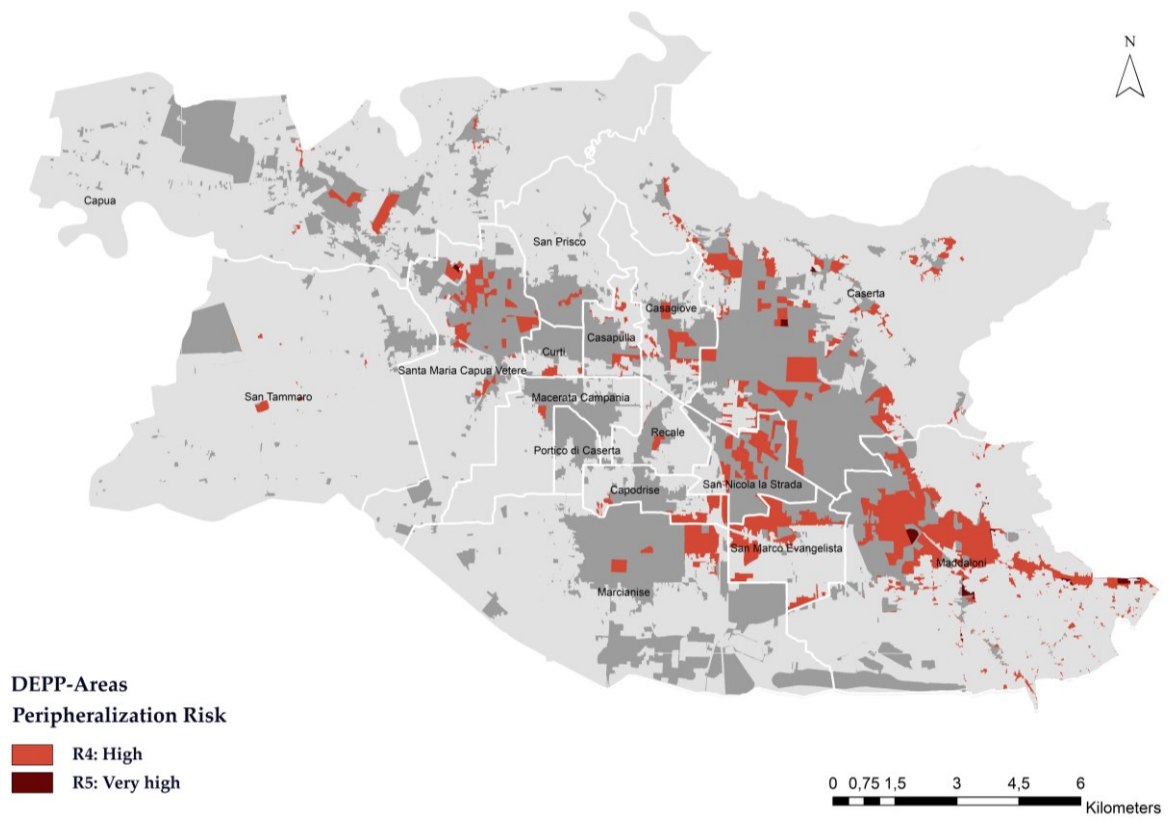 N
Capua
San Prisco
Caserta
Casagiove
Casapulla
Curti
Santa Maria Capua Vetere
San Tammaro
Macerata Campania
Recale
Portico di Caserta
San Nicola la Strada
Capodrise
San Marco Evangelista
Maddaloni
Marcianise
DEPP-Areas
Peripheralization Risk
R4: High
R5: Very high
0 0,75 1,5 3 4,5 6
Kilometers